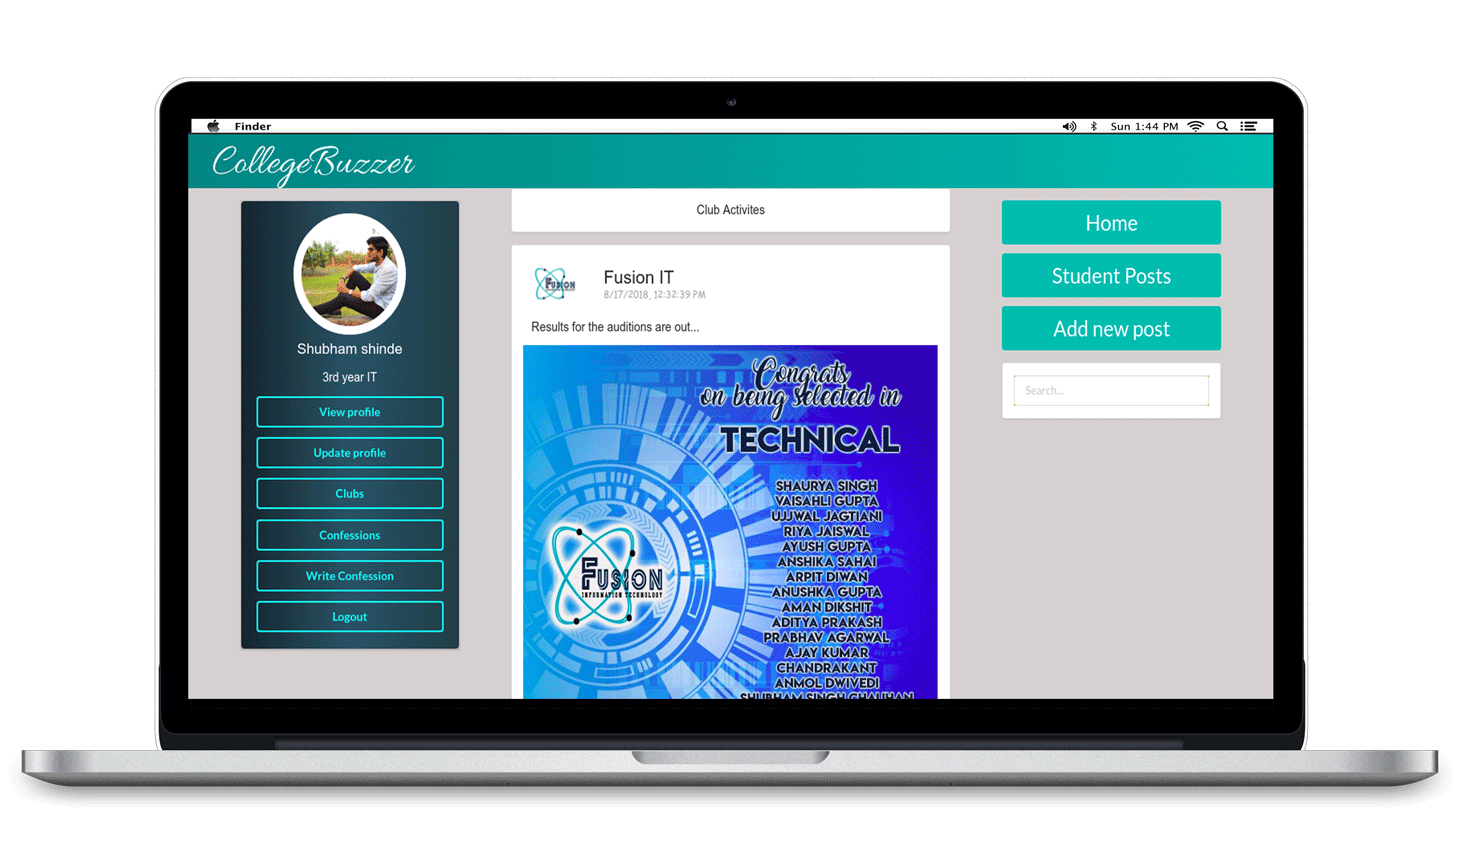 Finder
Sun 1:44 PM
CollegeBuzzer
Shubham shinde
3rd year IT
View profile
Update profile
Clubs
Confessions
Write Confession
Logout
Club Activites
Fusion IT
8/17/2018, 12:32:39 PM
Results for the auditions are out...
Congrats
on being selected in
TECHNICAL
SHAURYA SINGH
VAISAHLI GUPTA
UJJWAL JAGTIANI
RIYA JAISWAL
AYUSH GUPTA
ANSHIKA SAHAI
ARPIT DIWAN
ANUSHKA GUPTA
AMAN DIKSHIT
ADITYA PRAKASH
PRABHAV AGARWAL
AJAY KUMAR
CHANDRAKANT
ANMOL DWIVEDI
SHUBHAM SINGH CHAUHAN
FUSION
INFORMATION TECHNOLOGY
FUSION
Home
Student Posts
Add new post
Search...